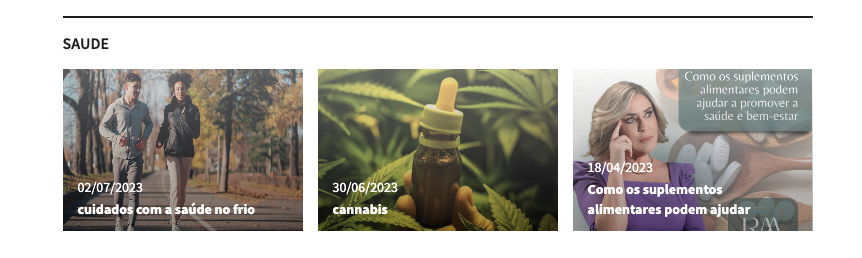 SAUDE
02/07/2023
cuidados com a saúde no frio
30/06/2023
cannabis
Como os suplementos
alimentares podem
ajudar a promover a
saúde e bem-estar
18/04/2023
Como os suplementos
alimentares podem ajudar